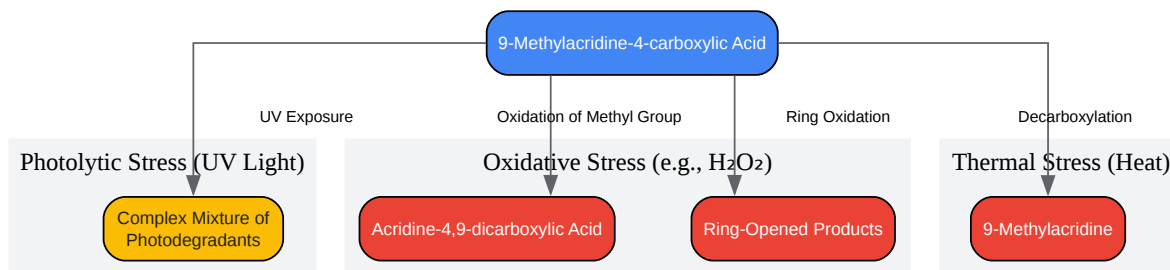 9-Methylacridine-4-carboxylic Acid
UV Exposure
Oxidation of Methyl Group
Ring Oxidation
Decarboxylation
Photolytic Stress (UV Light)
Oxidative Stress (e.g., H₂O₂)
Thermal Stress (Heat)
Complex Mixture of
Photodegradants
Acridine-4,9-dicarboxylic Acid
Ring-Opened Products
9-Methylacridine